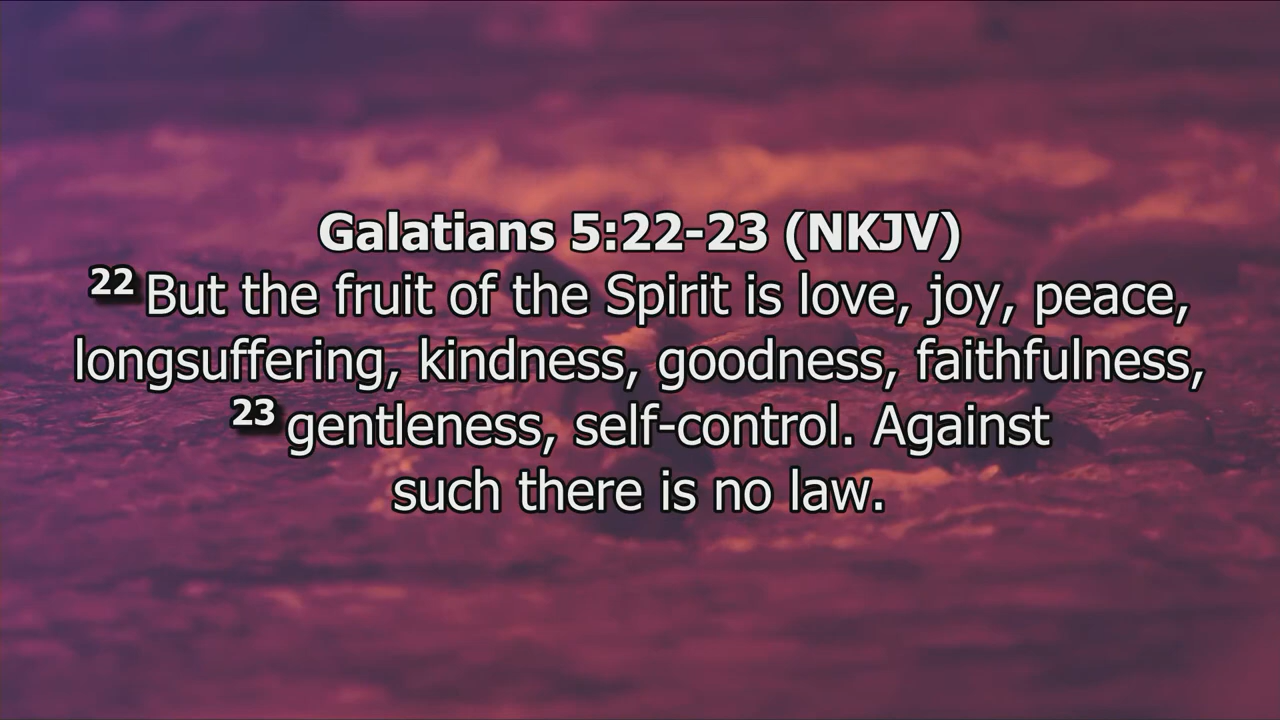 Galatians 5:22-23 (NKJV)
22 But the fruit of the Spirit is love, joy, peace,
longsuffering, kindness, goodness, faithfulness,
23 gentleness, self-control. Against
such there is no law.